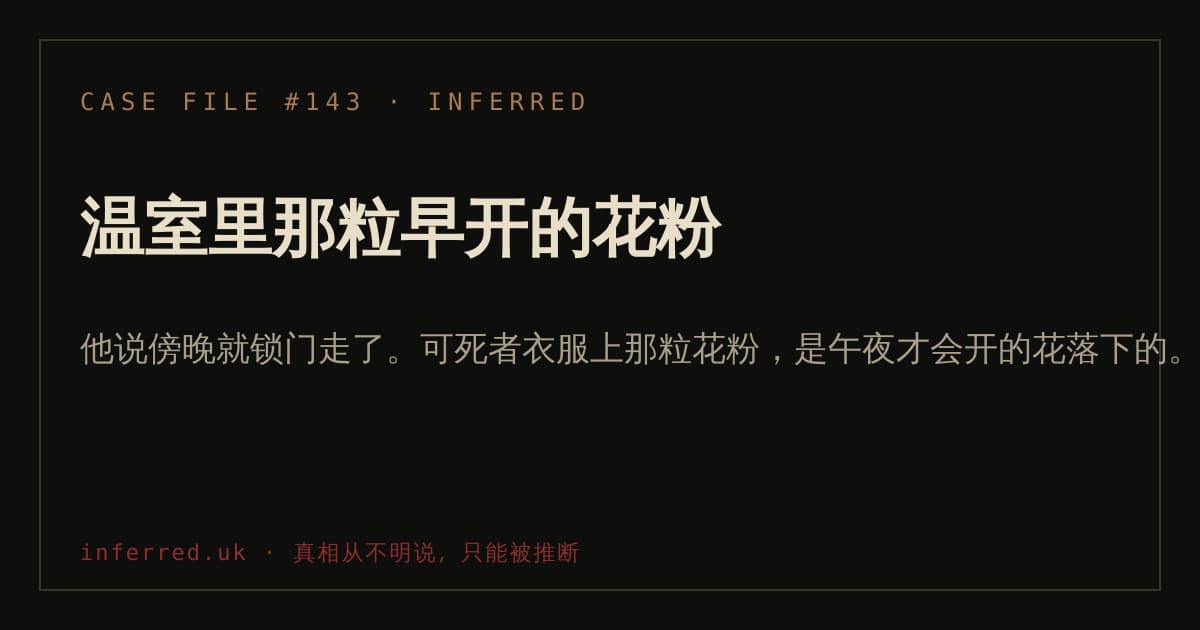 CASE FILE #143 · INFERRED
温室里那粒早开的花粉
他说傍晚就锁门走了。可死者衣服上那粒花粉，是午夜才会开的花落下的。
inferred.uk · 真相从不明说，只能被推断